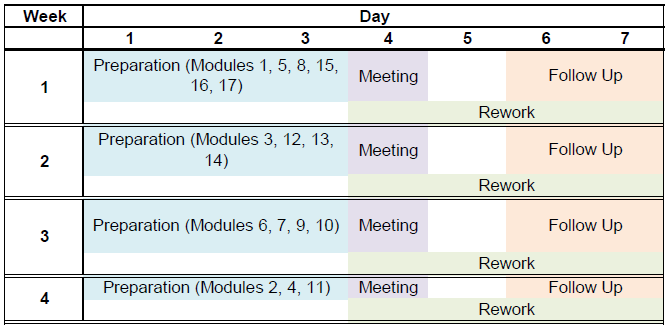 Week Day
1 2 3 4 5 6 7
1 Preparation (Modules 1, 5, 8, 15,
16, 17) Meeting Follow Up
Rework
2 Preparation (Modules 3, 12, 13,
14) Meeting Follow Up
Rework
3 Preparation (Modules 6, 7, 9, 10) Meeting Follow Up
Rework
4 Preparation (Modules 2, 4, 11) Meeting Follow Up
Rework